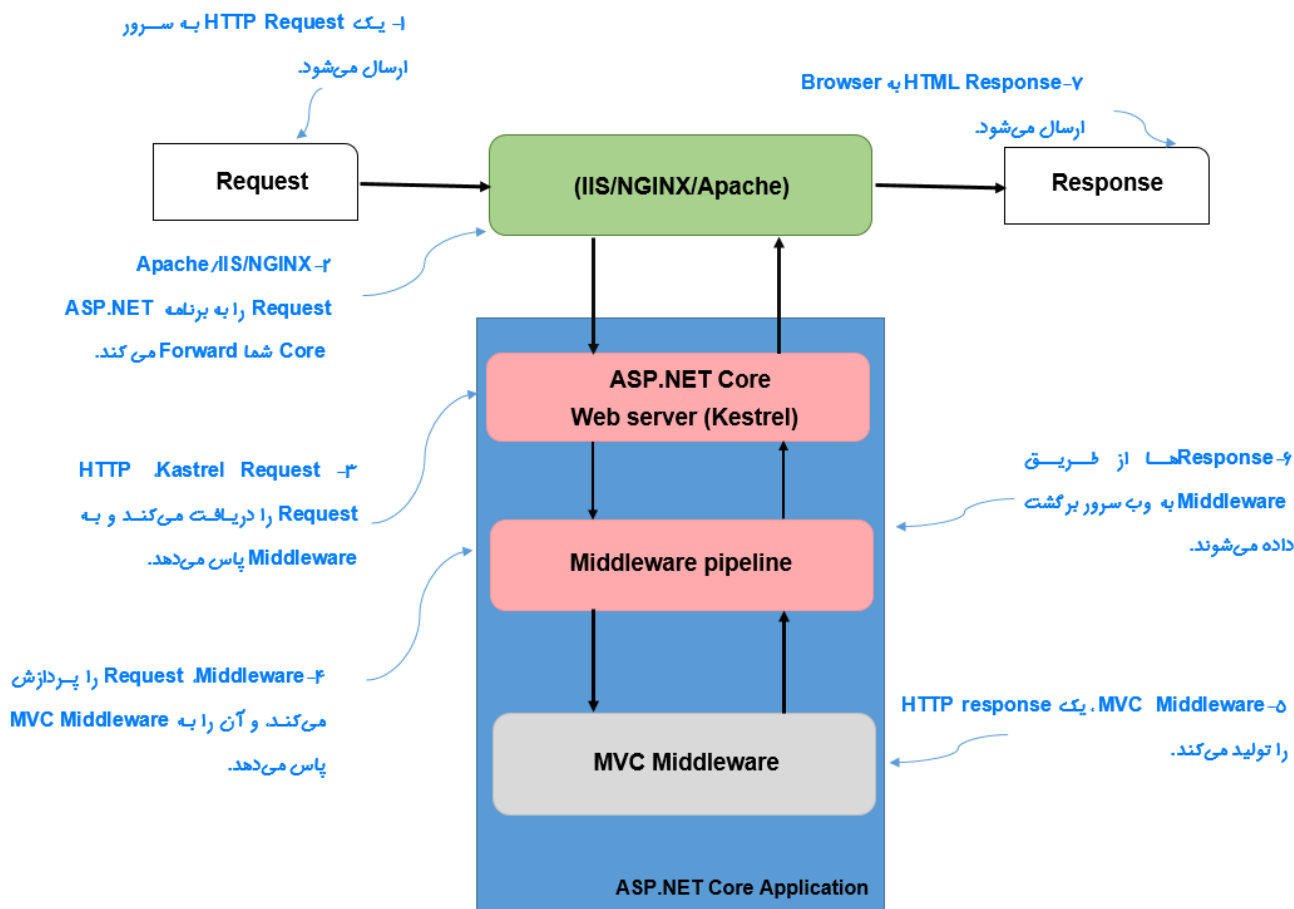 ۱- یک HTTP Request به سرور
ارسال می‌شود.
۷-HTML Response به Browser
ارسال می‌شود.
Request
(IIS/NGINX/Apache)
Response
۲-Apache/IIS/NGINX
Request را به برنامه ASP.NET
Core شما Forward می کند.
ASP.NET Core
Web server (Kestrel)
۳- HTTP .Kastrel Request
Request را دریافت می‌کند و به
Middleware پاس می‌دهد.
۶-Responseها از طریق
Middleware به وب سرور برگشت
داده می‌شوند.
Middleware pipeline
۴-Request .Middleware را پردازش
می‌کند، و آن را به MVC Middleware
پاس می‌دهد.
۵-MVC Middleware، یک HTTP response
را تولید می‌کند.
MVC Middleware
ASP.NET Core Application